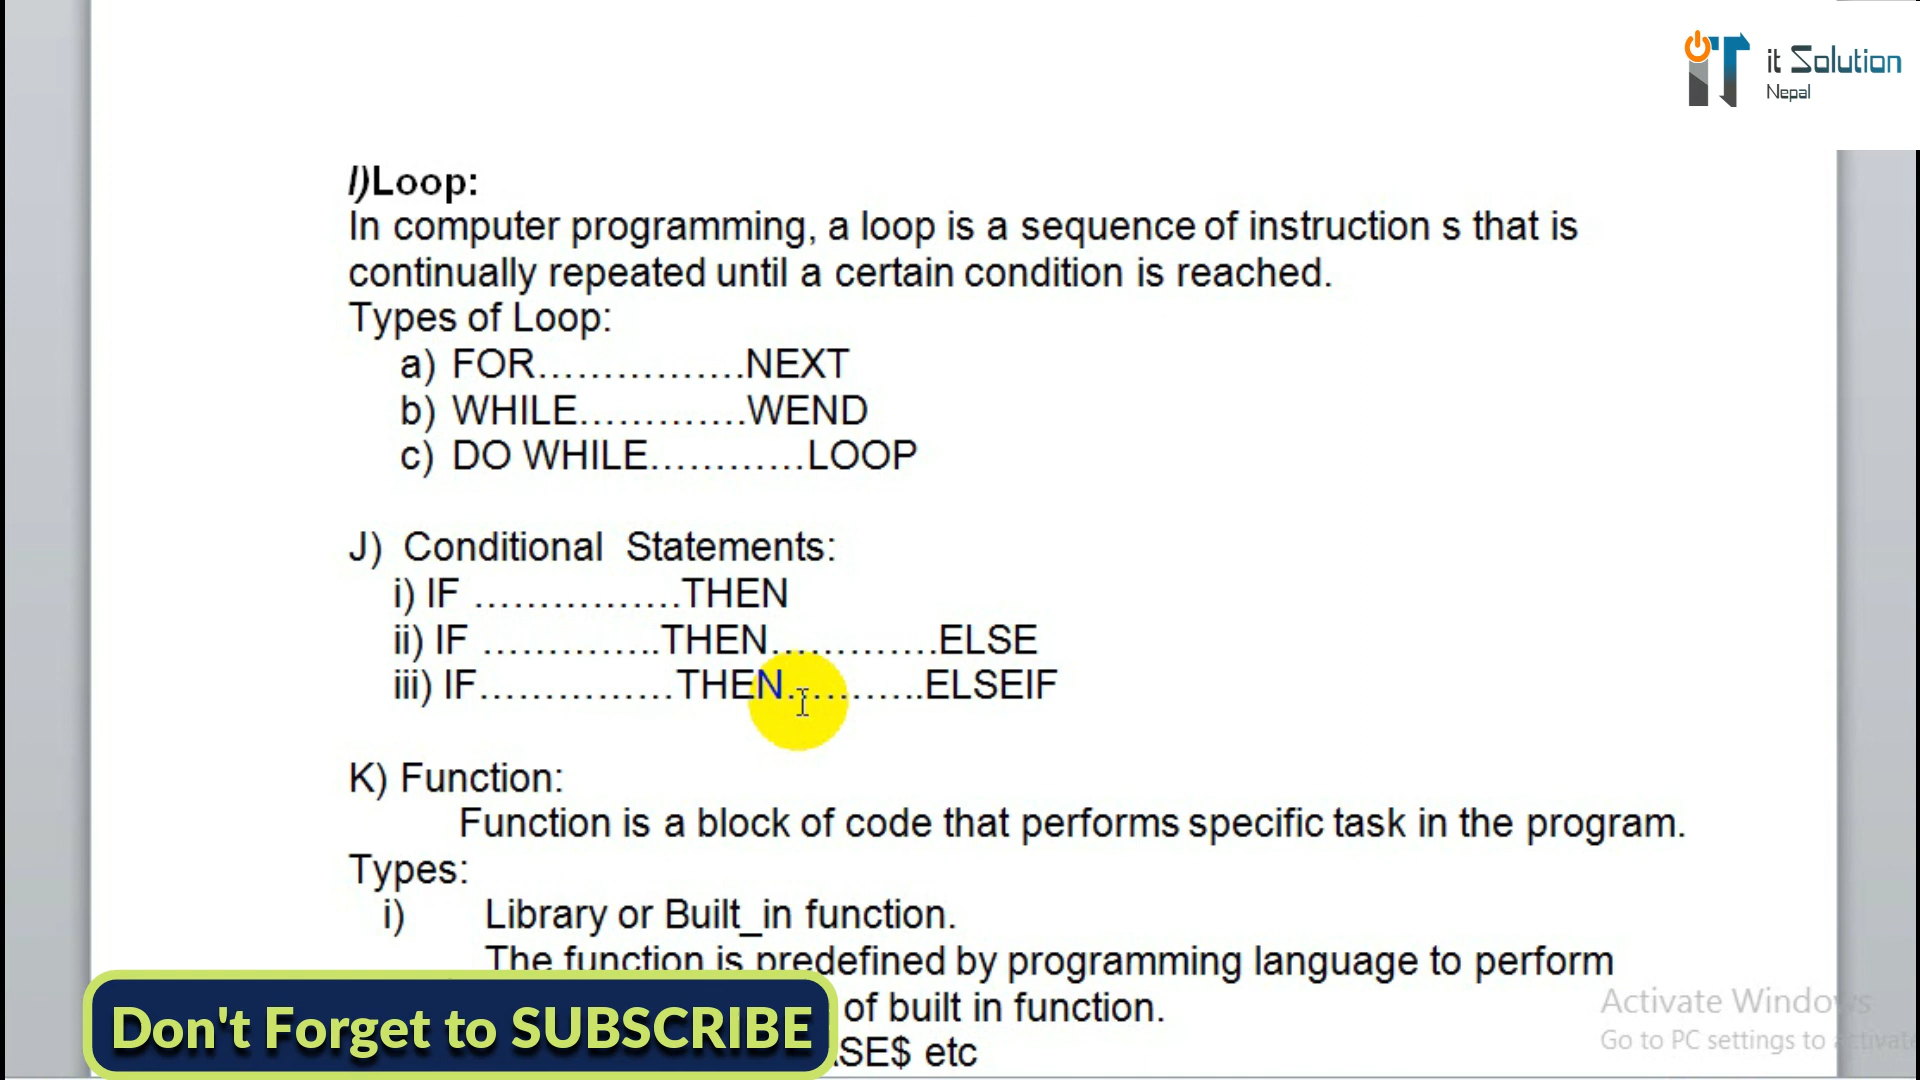 it Solution
Nepal
I)Loop:
In computer programming, a loop is a sequence of instruction s that is
continually repeated until a certain condition is reached.
Types of Loop:
a) FOR................NEXT
b) WHILE.............WEND
c) DO WHILE............LOOP
J) Conditional Statements:
i) IF ................THEN
ii) IF ..............THEN.............ELSE
iii) IF...............THEN...........ELSEIF
K) Function:
Function is a block of code that performs specific task in the program.
Types:
i) Library or Built_in function.
The function is predefined by programming language to perform
of built in function.
etc
Don't Forget to SUBSCRIBE
Activate Windows
Go to PC settings to activate